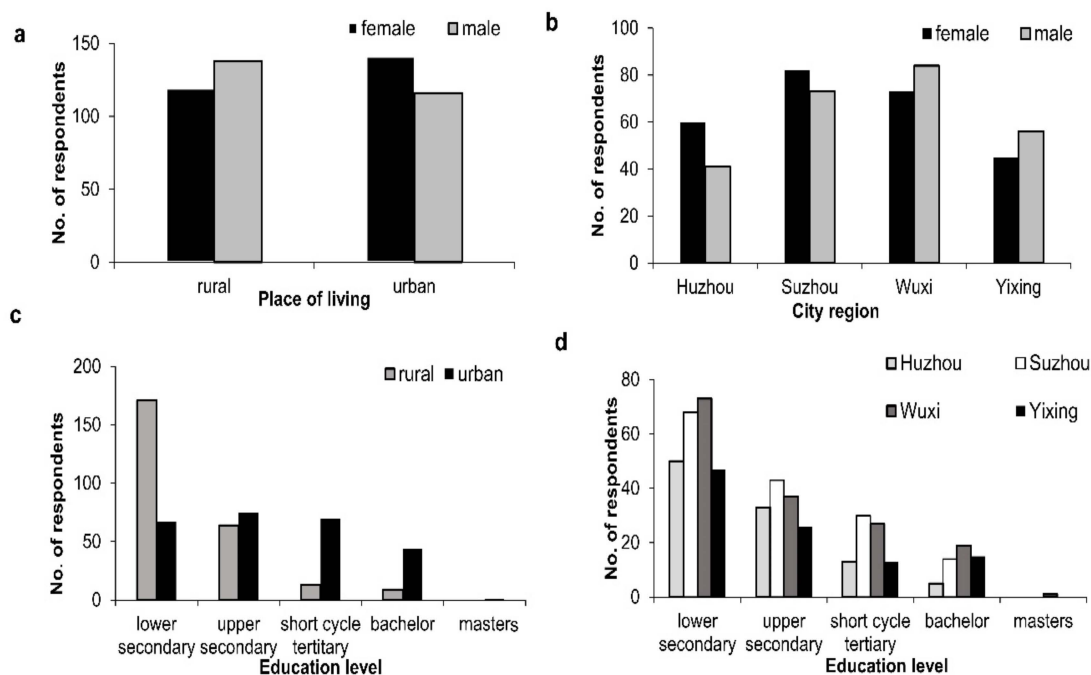 a
female male
150
100
50
0
No. of respondents
rural urban
Place of living
b
female male
100
80
60
40
20
0
No. of respondents
Huzhou Suzhou Wuxi Yixing
City region
c
rural urban
200
150
100
50
0
No. of respondents
lower secondary upper secondary short cycle tertitary bachelor masters
Education level
d
Huzhou Suzhou
Wuxi Yixing
80
60
40
20
0
No. of respondents
lower secondary upper secondary short cycle tertiary bachelor masters
Education level